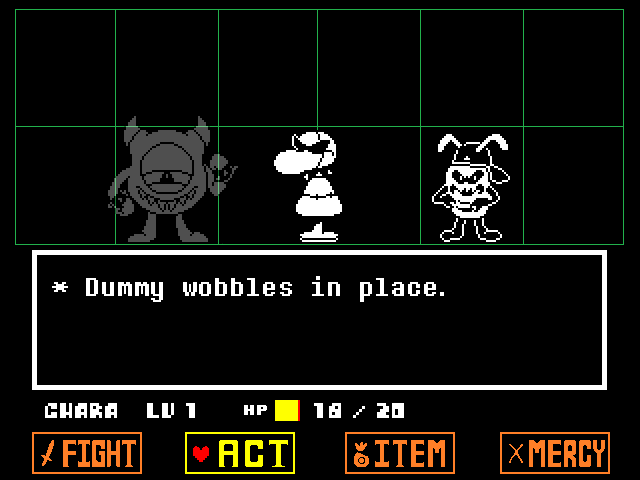 * Dummy wobbles in place.
CHARA LV 1 HP 18 / 20
FIGHT ACT ITEM MERCY